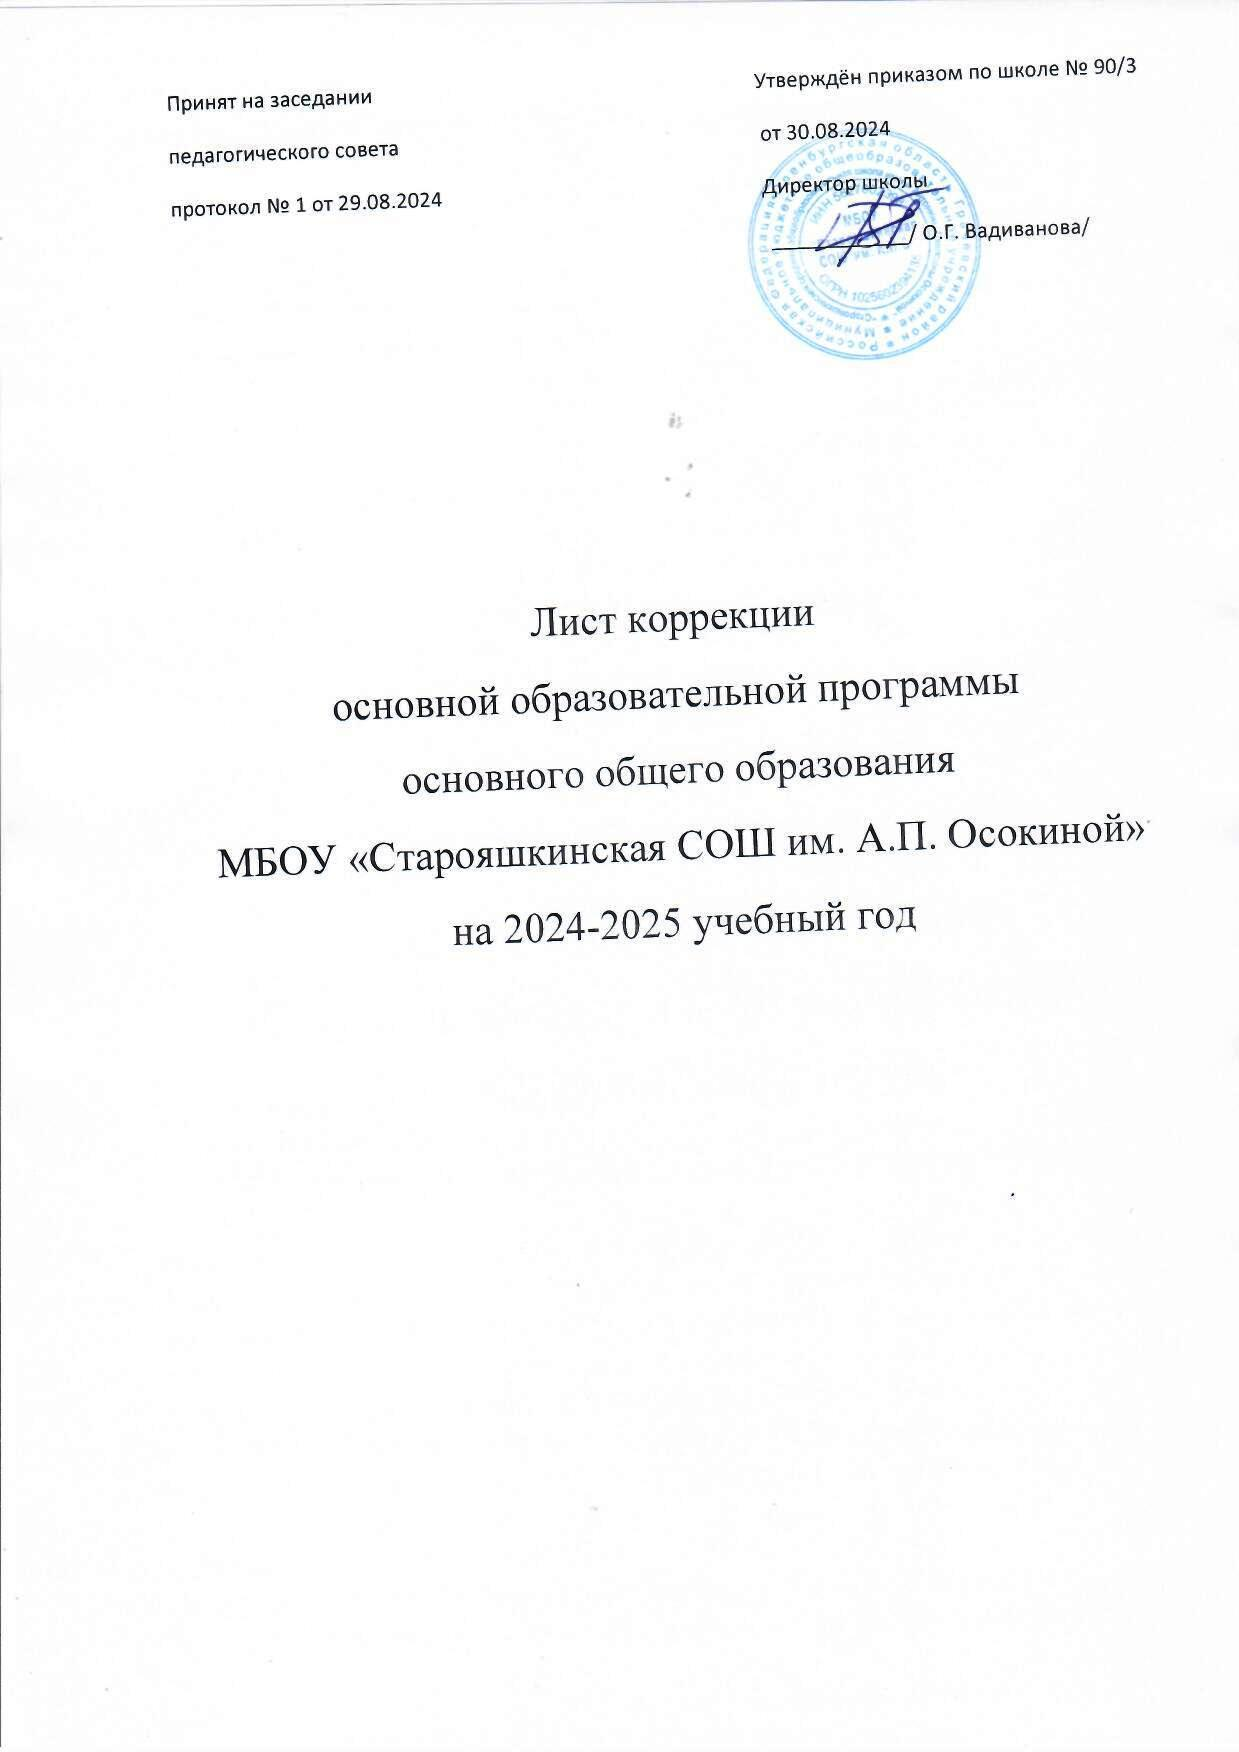 Принят на заседании
педагогического совета
протокол № 1 от 29.08.2024
Утверждён приказом по школе № 90/3
от 30.08.2024
Директор школы
/ О.Г. Вадиванова/
Лист коррекции
основной образовательной программы
основного общего образования
МБОУ «Старояшкинская СОШ им. А.П. Осокиной»
на 2024-2025 учебный год